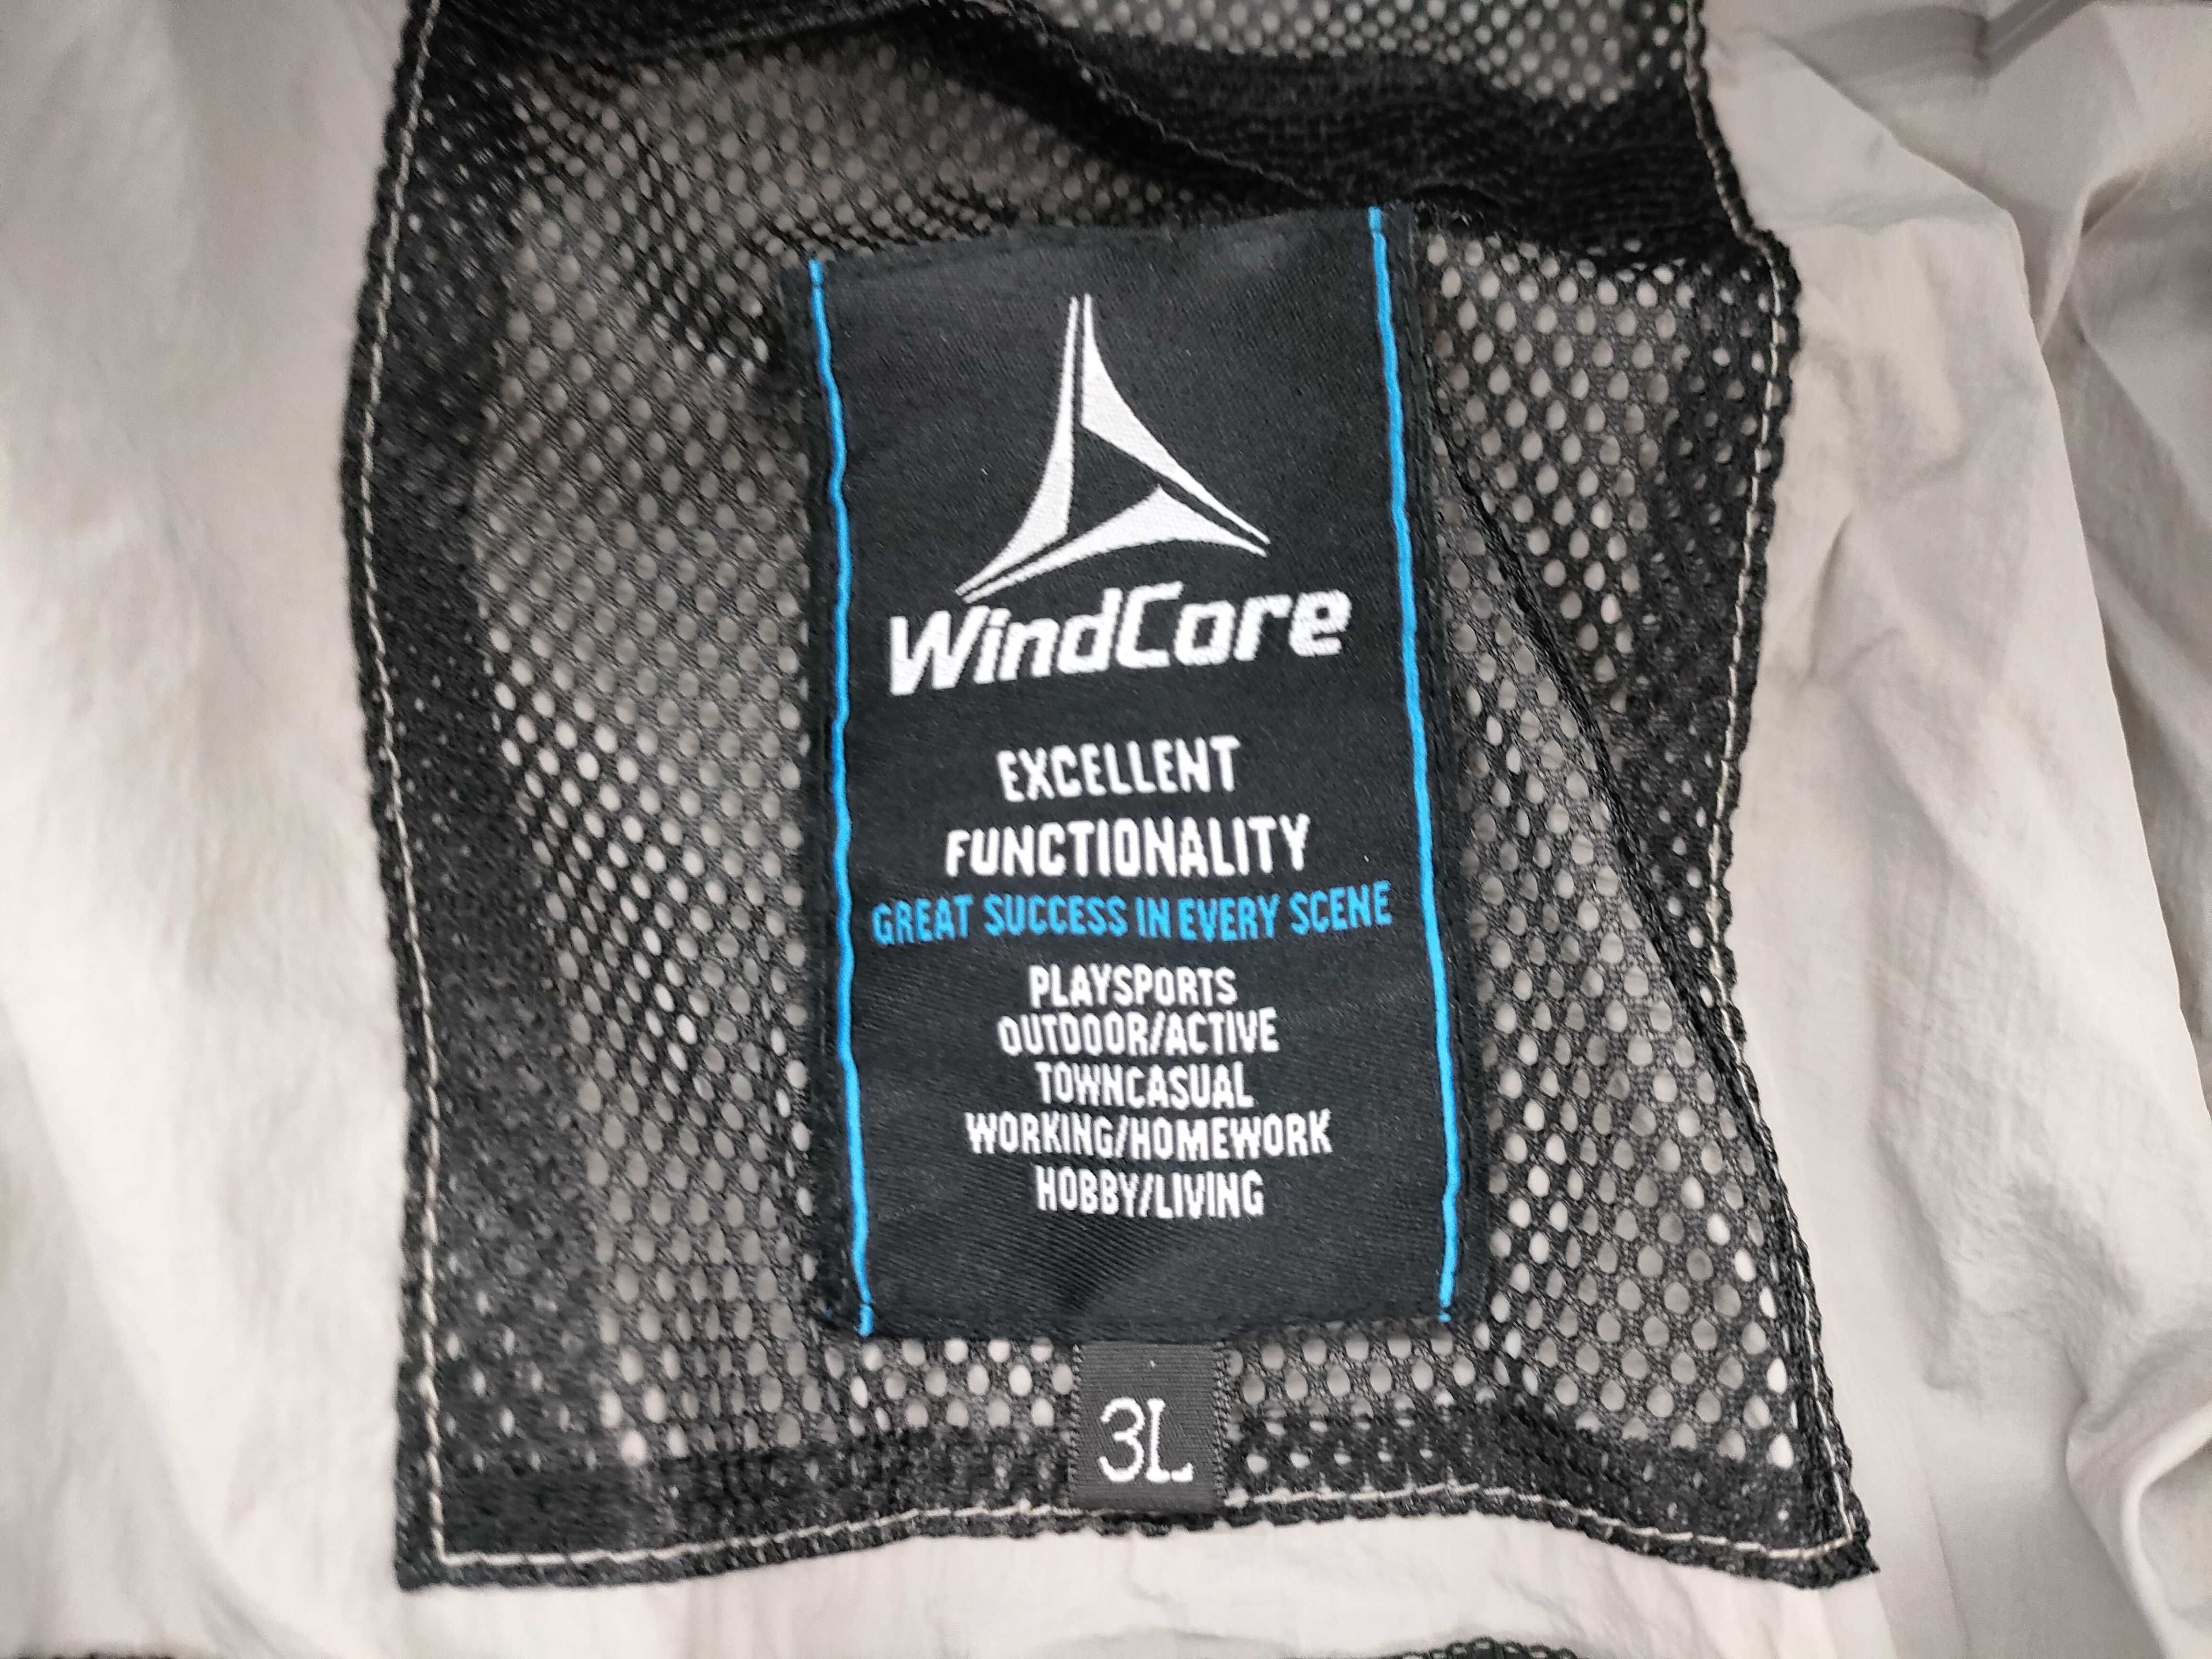 WindCore
EXCELLENT
FUNCTIONALITY
GREAT SUCCESS IN EVERY SCENE
PLAYSPORTS
OUTDOOR/ACTIVE
TOWNCASUAL
WORKING/HOMEWORK
HOBBY/LIVING
3L